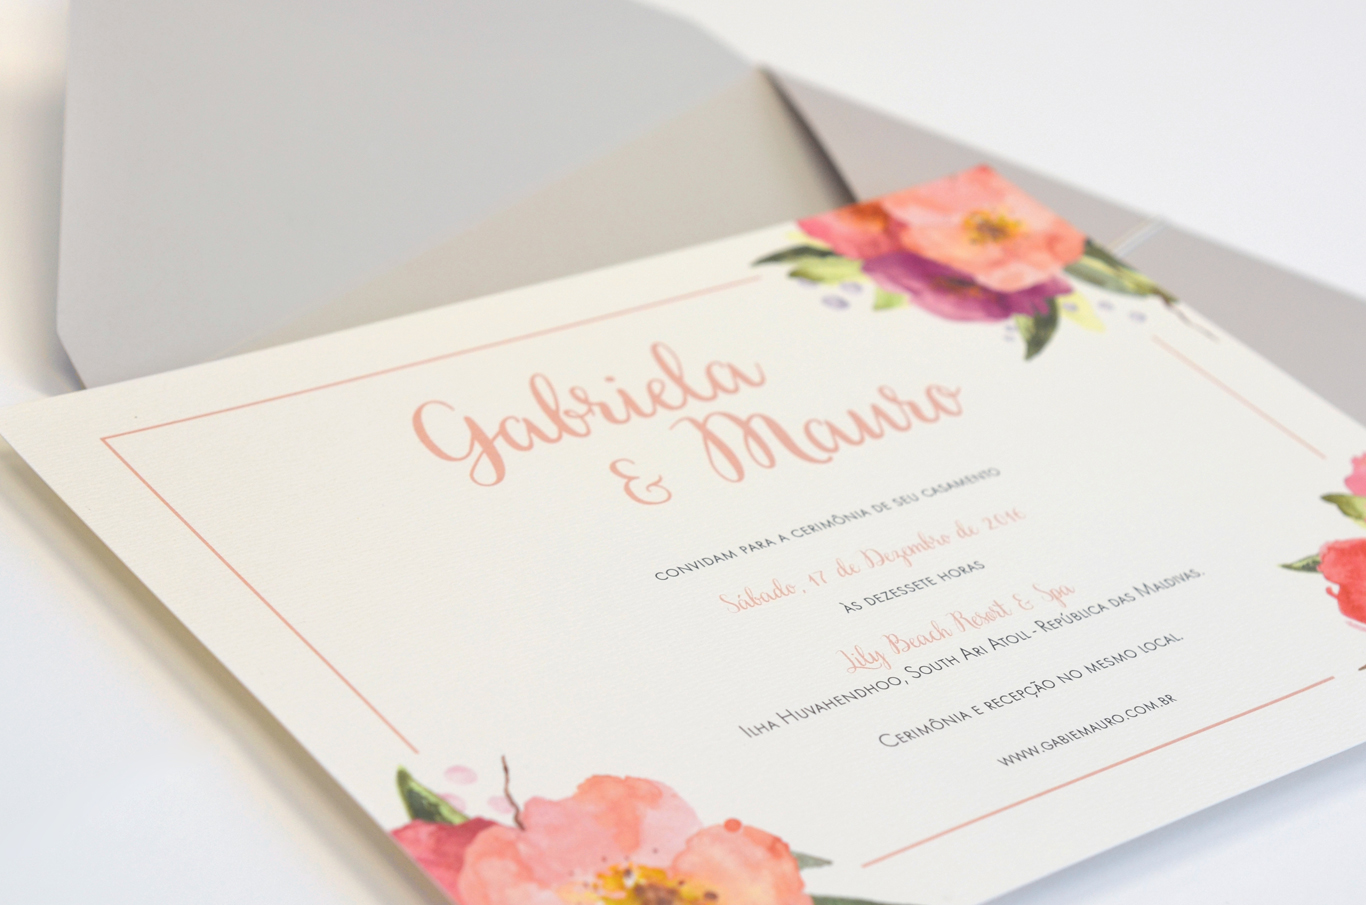 Gabriela
& Mauro
CONVIDAM PARA A CERIMÔNIA DE SEU CASAMENTO
Sábado, 17 de Dezembro de 2016
ÀS DEZESSETE HORAS
Lily Beach Resort & Spa
ILHA HUVAHENDHOO, SOUTH ARI ATOLL - REPÚBLICA DAS MALDIVAS.
CERIMÔNIA E RECEPÇÃO NO MESMO LOCAL.
WWW.GABIEMAURO.COM.BR